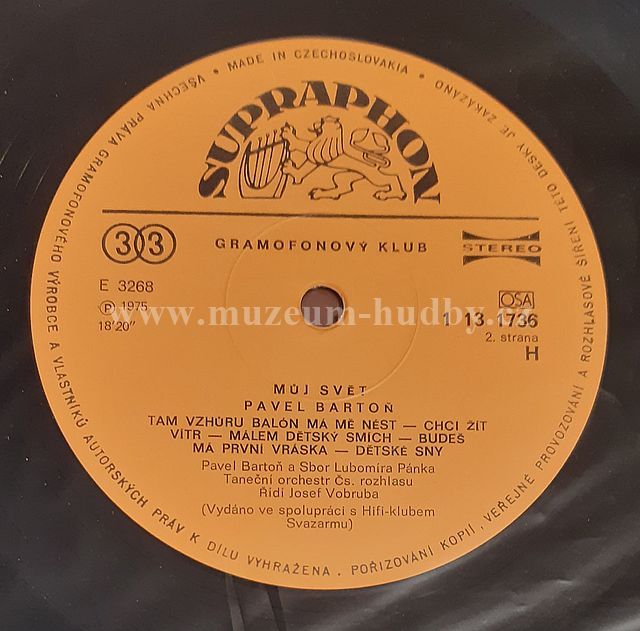 MADE IN CZECHOSLOVAKIA • VŠECHNA PRÁVA GRAMOFONOVÉHO VÝROBCE A VLASTNÍKŮ AUTORSKÝCH PRÁV K DÍLU VYHRAŽENA. POŘIZOVÁNÍ KOPIÍ, VEŘEJNÉ PROVOZOVÁNÍ A ROZHLASOVÉ ŠÍŘENÍ TÉTO DESKY JE ZAKÁZÁNO •
SUPRAPHON
33
GRAMOFONOVÝ KLUB
STEREO
E 3268
Ⓟ 1975
18'20"
OSA
1 13 1736
2. strana
H
www.muzeum-hudby.cz
MŮJ SVĚT
PAVEL BARTOŇ
TAM VZHŮRU BALÓN MÁ MĚ NÉST — CHCI ŽÍT
VÍTR — MÁLEM DĚTSKÝ SMÍCH — BUDEŠ
MÁ PRVNÍ VRÁSKA — DĚTSKÉ SNY
Pavel Bartoň a Sbor Lubomíra Pánka
Taneční orchestr Čs. rozhlasu
Řídí Josef Vobruba
(Vydáno ve spolupráci s Hifi-klubem
Svazarmu)